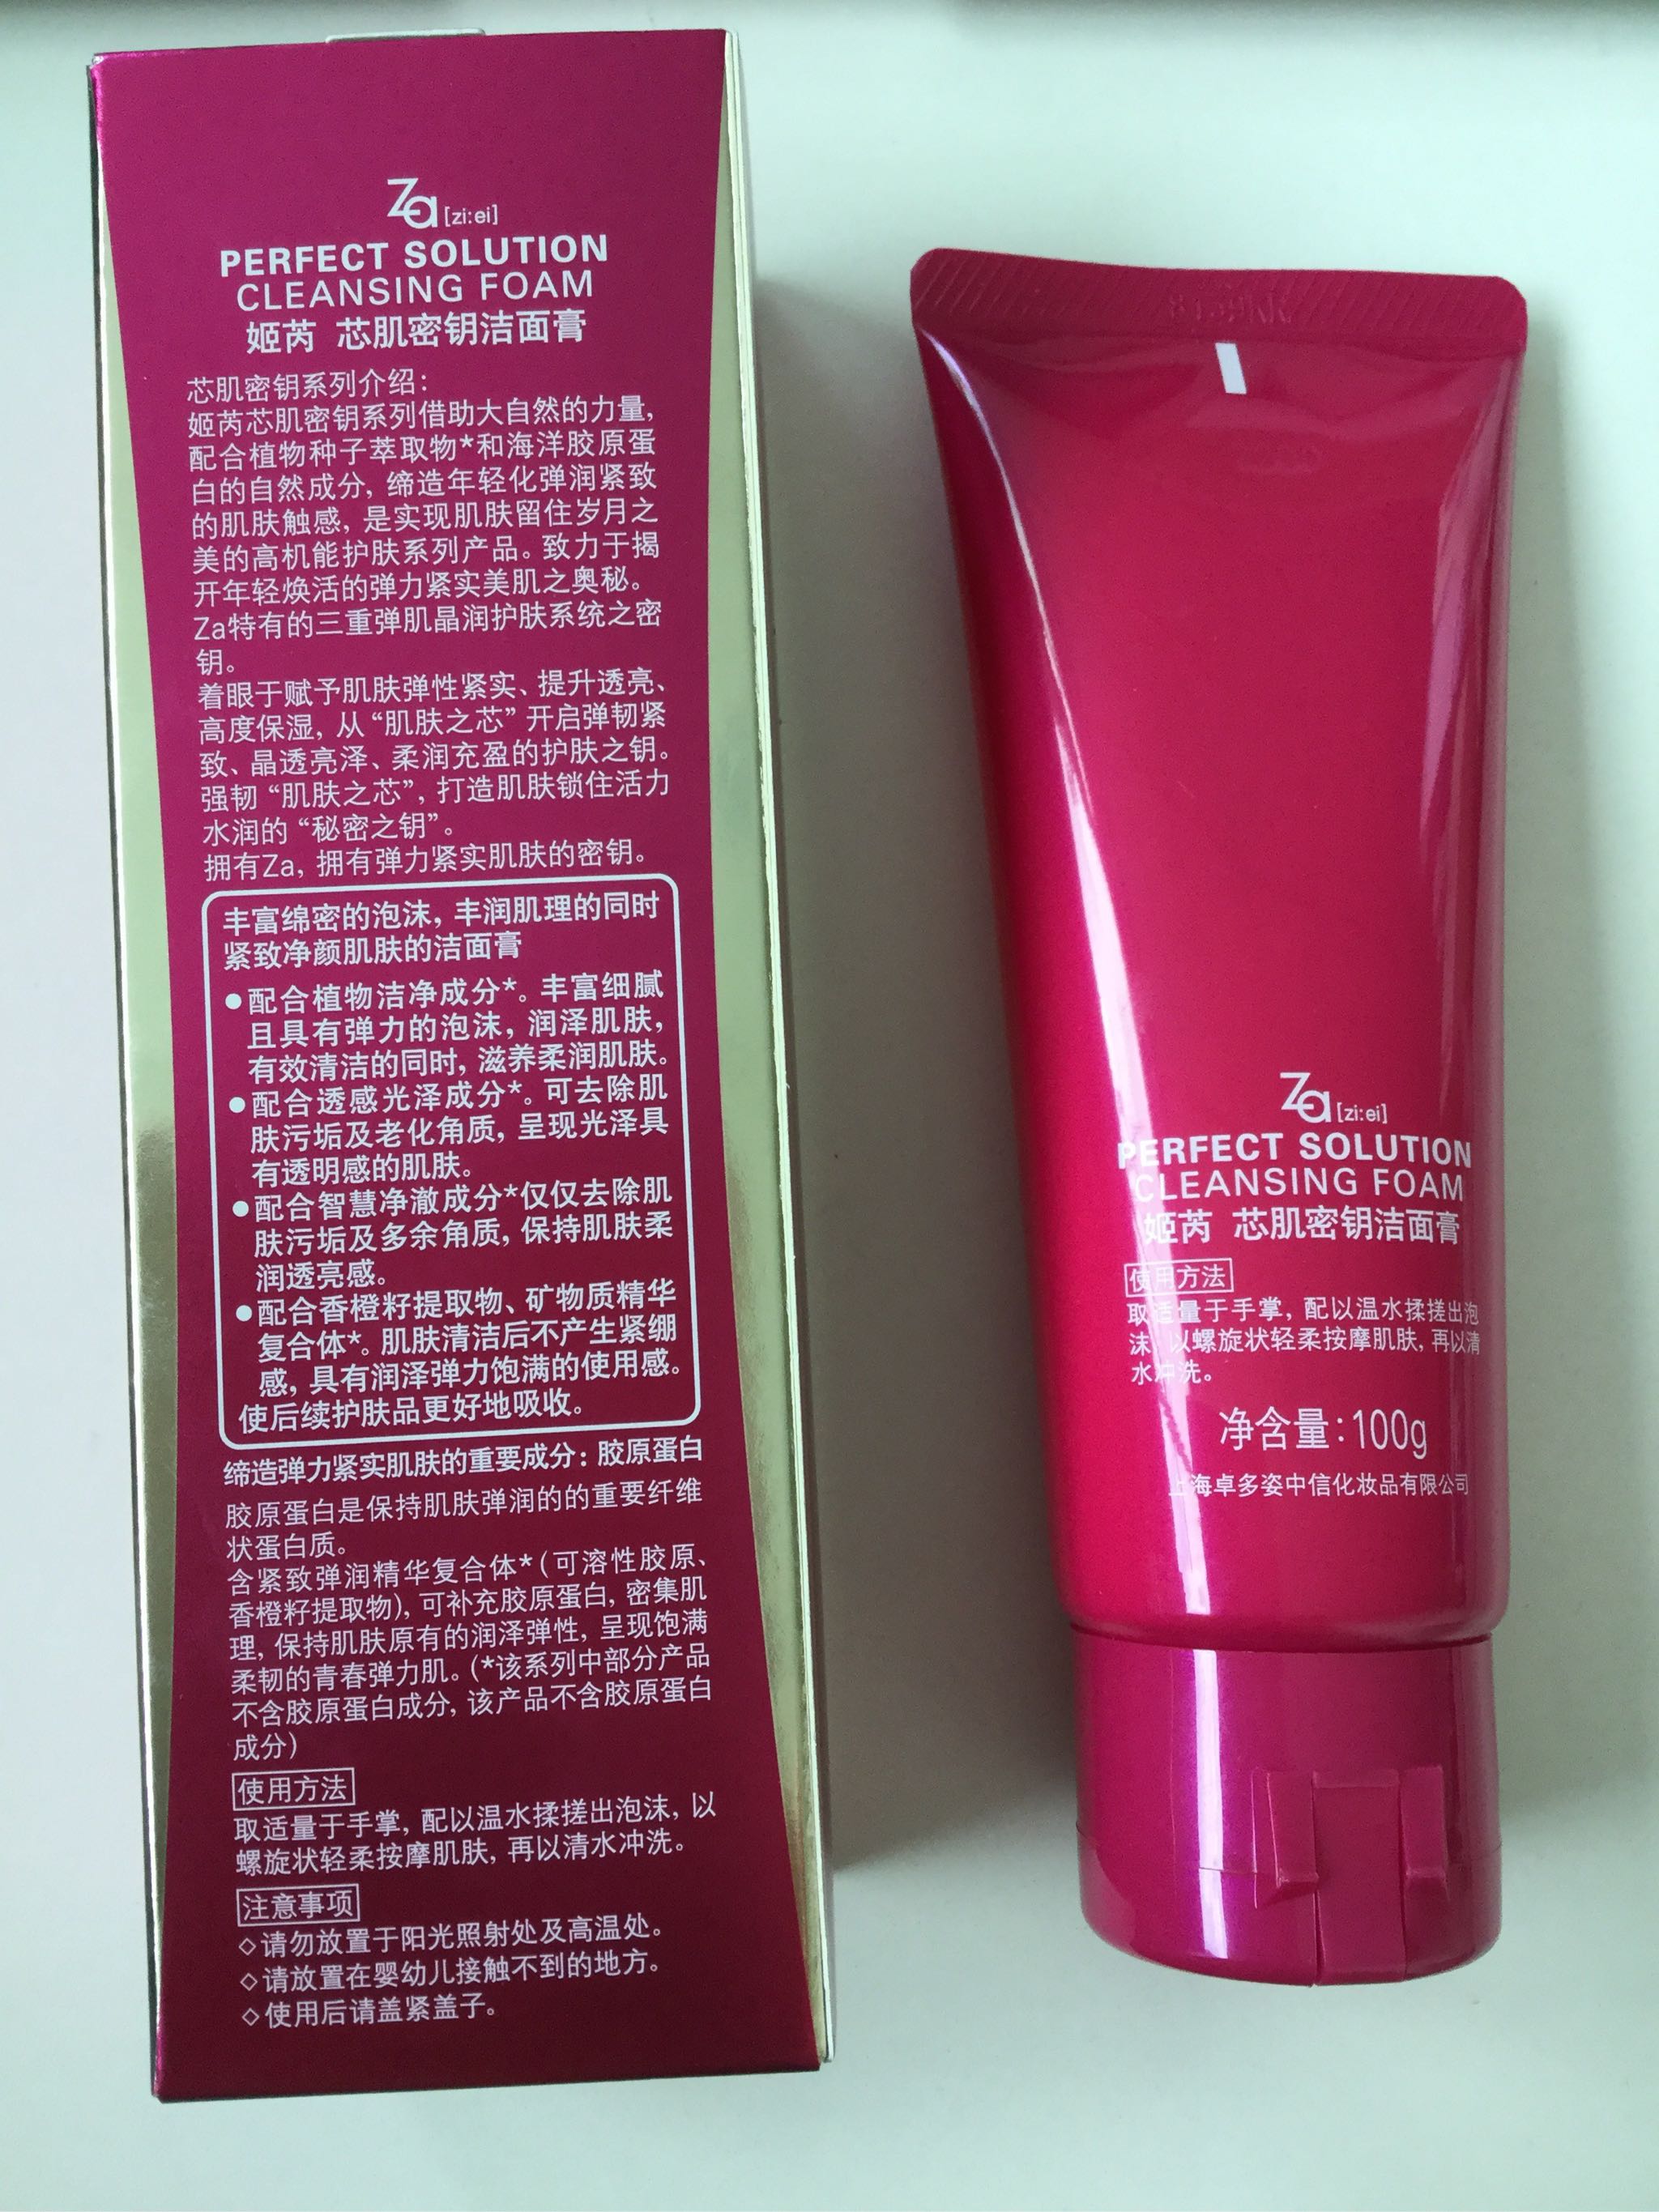 Za [zi:ei]
PERFECT SOLUTION
CLEANSING FOAM
姬芮 芯肌密钥洁面膏
芯肌密钥系列介绍：
姬芮芯肌密钥系列借助大自然的力量，
配合植物种子萃取物*和海洋胶原蛋
白的自然成分，缔造年轻化弹润紧致
的肌肤触感，是实现肌肤留住岁月之
美的高机能护肤系列产品。致力于揭
开年轻焕活的弹力紧实美肌之奥秘。
Za特有的三重弹肌晶润护肤系统之密
钥。
着眼于赋予肌肤弹性紧实、提升透亮、
高度保湿，从“肌肤之芯”开启弹韧紧
致、晶透亮泽、柔润充盈的护肤之钥。
强韧“肌肤之芯”，打造肌肤锁住活力
水润的“秘密之钥”。
拥有Za，拥有弹力紧实肌肤的密钥。
丰富绵密的泡沫，丰润肌理的同时
紧致净颜肌肤的洁面膏
●配合植物洁净成分*。丰富细腻
且具有弹力的泡沫，润泽肌肤，
有效清洁的同时，滋养柔润肌肤。
●配合透感光泽成分*。可去除肌
肤污垢及老化角质，呈现光泽具
有透明感的肌肤。
●配合智慧净澈成分*仅仅去除肌
肤污垢及多余角质，保持肌肤柔
润透亮感。
●配合香橙籽提取物、矿物质精华
复合体*。肌肤清洁后不产生紧绷
感，具有润泽弹力饱满的使用感。
使后续护肤品更好地吸收。
缔造弹力紧实肌肤的重要成分：胶原蛋白
胶原蛋白是保持肌肤弹润的的重要纤维
状蛋白质。
含紧致弹润精华复合体*（可溶性胶原、
香橙籽提取物），可补充胶原蛋白，密集肌
理，保持肌肤原有的润泽弹性，呈现饱满
柔韧的青春弹力肌。（*该系列中部分产品
不含胶原蛋白成分，该产品不含胶原蛋白
成分）
使用方法
取适量于手掌，配以温水揉搓出泡沫，以
螺旋状轻柔按摩肌肤，再以清水冲洗。
注意事项
◇请勿放置于阳光照射处及高温处。
◇请放置在婴幼儿接触不到的地方。
◇使用后请盖紧盖子。
Za [zi:ei]
PERFECT SOLUTION
CLEANSING FOAM
姬芮 芯肌密钥洁面膏
使用方法
取适量于手掌，配以温水揉搓出泡
沫，以螺旋状轻柔按摩肌肤，再以清
水冲洗。
净含量：100g
上海卓多姿中信化妆品有限公司